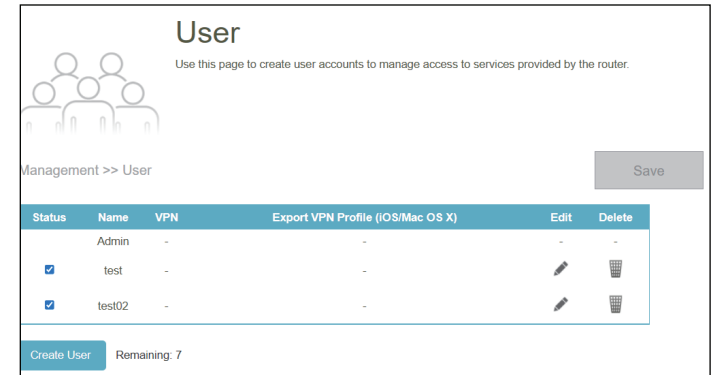 User
Use this page to create user accounts to manage access to services provided by the router.
Management >> User
Save
Status Name VPN Export VPN Profile (iOS/Mac OS X) Edit Delete
Admin - - - -
test - -
test02 - -
Create User Remaining: 7